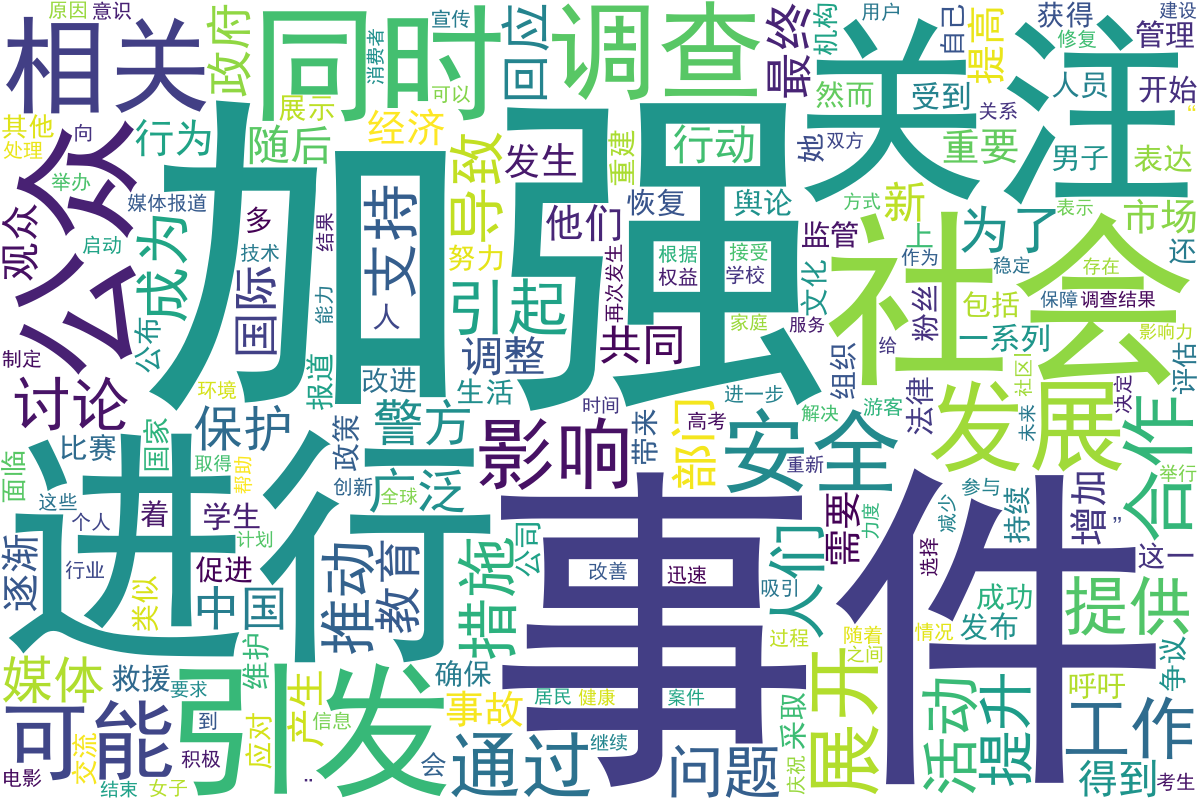 原因
意识
宣传
用户
获得
建设
相关
政府
同时
消费者
回应
调查
最终
机构
自己
提高
修复
管理
关注
展示
可以
然而
受到
人员
关系
开始
其他
处理
向
行为
随后
经济
加强
导致
发生
重建
行动
她
双方
重要
男子
表达
公众
举办
观众
媒体报道
多
成为
结果
支持
他们
恢复
舆论
方式
新
上
为了
表示
市场
还
启动
技术
国际
人
努力
引起
再次发生
根据
接受
权益
学校
监管
文化
作为
稳定
存在
社会
公布
能力
调整
共同
家庭
服务
粉丝
包括
保障
调查结果
影响力
制定
环境
报道
改进
生活
进一步
组织
给
一系列
社区
评估
讨论
保护
警方
影响
时间
高考
解决
游客
法律
发展
未来
决定
合作
比赛
国家
政策
带来
部门
安全
重新
面临
取得
帮助
创新
广泛
全球
需要
举行
进行
这些
个人
着
学生
计划
措施
公司
人们
力度
减少
参与
持续
增加
”
这一
逐渐
行业
促进
推动
教育
改善
迅速
吸引
选择
事件
类似
中国
成功
提供
发布
过程
随着
之间
情况
媒体
救援
要求
维护
确保
事故
居民
健康
案件
采取
展开
活动
提升
呼吁
争议
可能
交流
到
引发
应对
产生
信息
会
通过
继续
问题
庆祝
工作
得到
电影
结束
积极
女子
考生